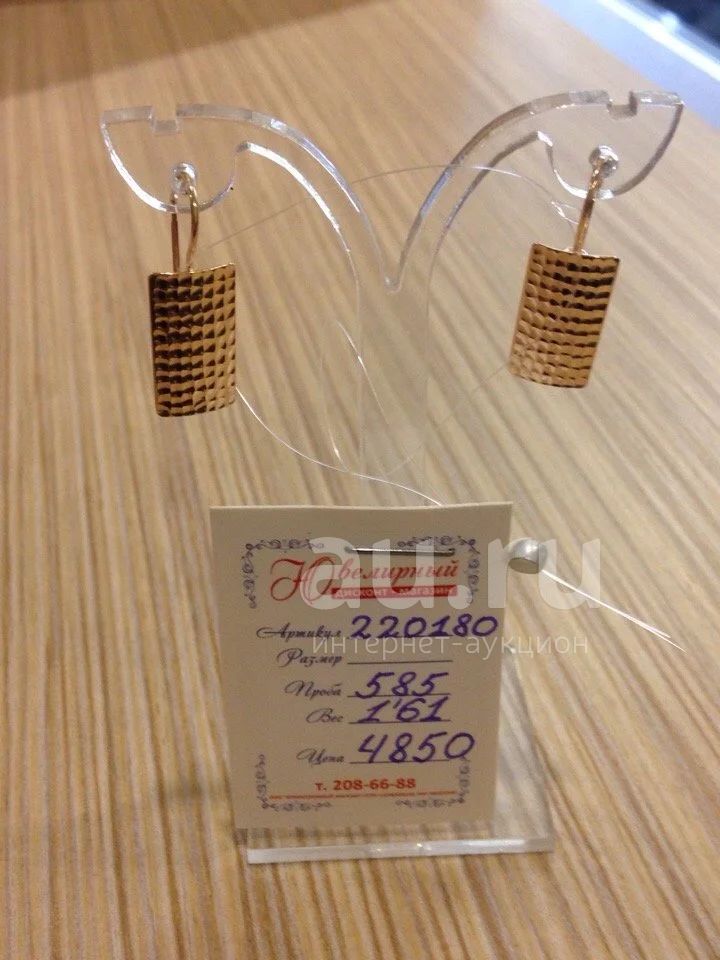 Ювелирный
дисконт - магазин
au.ru
интернет-аукцион
Артикул 220180
Размер
Проба 585
Вес 1'61
Цена 4850
т. 208-66-88